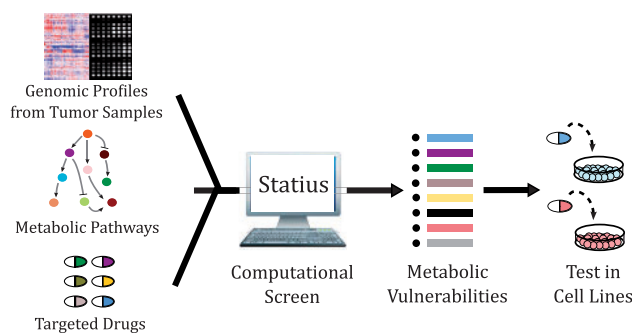 Genomic Profiles
from Tumor Samples
Metabolic Pathways
Targeted Drugs
Statius
Computational
Screen
Metabolic
Vulnerabilities
Test in
Cell Lines